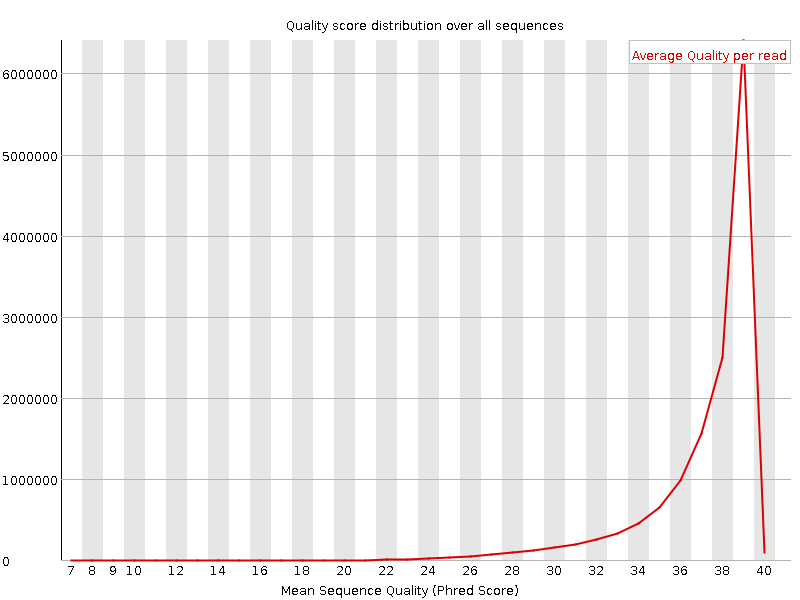 Quality score distribution over all sequences
Average Quality per read
6000000
5000000
4000000
3000000
2000000
1000000
0
7 8 9 10 12 14 16 18 20 22 24 26 28 30 32 34 36 38 40
Mean Sequence Quality (Phred Score)